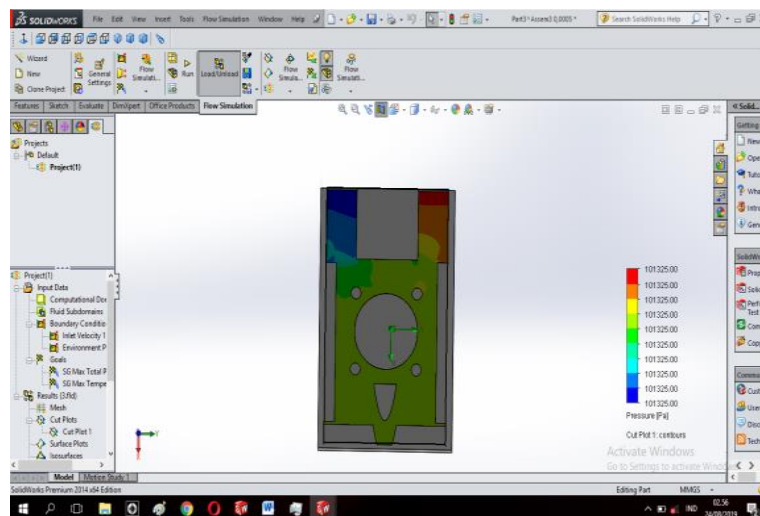 SOLIDWORKS File Edit View Insert Tools Flow Simulation Window Help Part3 * Assem3 0,0005 * Search SolidWorks Help
Wizard
New
Clone Project
General Settings
Flow Simulati...
Run
Load/Unload
Flow Simula...
Flow Simulati...
Features Sketch Evaluate DimXpert Office Products Flow Simulation
Projects
Default
Project(1)
Project(1)
Input Data
Computational Do
Fluid Subdomains
Boundary Conditio
Inlet Velocity 1
Environment P
Goals
SG Max Total P
SG Max Tempe
Results (3.fld)
Mesh
Cut Plots
Cut Plot 1
Surface Plots
Isosurfaces
101325.00
101325.00
101325.00
101325.00
101325.00
101325.00
101325.00
101325.00
101325.00
101325.00
Pressure [Pa]
Cut Plot 1: contours
Activate Windows
Go to Settings to activate Windo
Solid...
Getting
New
Ope
Tuto
Wha
Intro
Gen
SolidW
Prop
Solid
Perf
Test
Com
Cop
Comm
Cust
User
Disc
Tech
Model Motion Study 1
SolidWorks Premium 2014 x64 Edition Editing Part MMGS
IND 02.56
24/08/2019